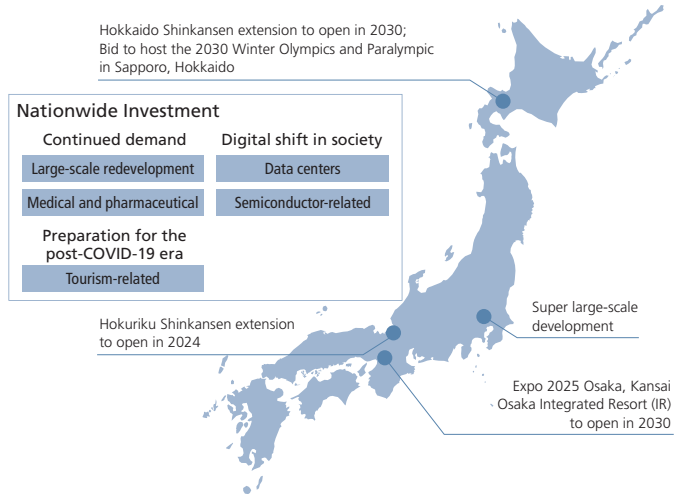 Hokkaido Shinkansen extension to open in 2030;
Bid to host the 2030 Winter Olympics and Paralympic
in Sapporo, Hokkaido
Nationwide Investment
Continued demand
Large-scale redevelopment
Medical and pharmaceutical
Digital shift in society
Data centers
Semiconductor-related
Preparation for the
post-COVID-19 era
Tourism-related
Super large-scale
development
Hokuriku Shinkansen extension
to open in 2024
Expo 2025 Osaka, Kansai
Osaka Integrated Resort (IR)
to open in 2030